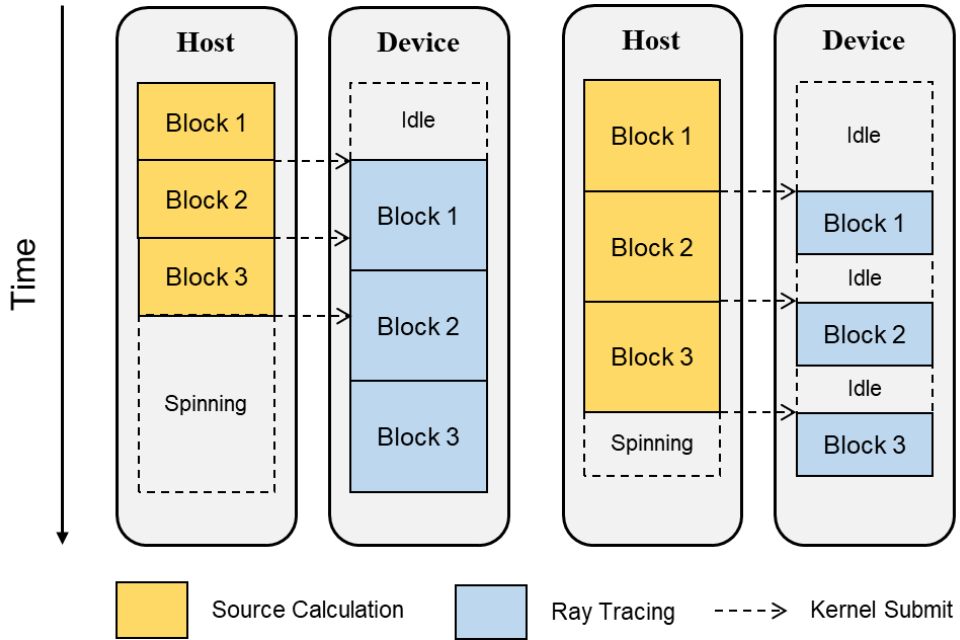 Time
Host
Block 1
Block 2
Block 3
Spinning
Device
Idle
Block 1
Block 2
Block 3
Host
Block 1
Block 2
Block 3
Spinning
Device
Idle
Block 1
Idle
Block 2
Idle
Block 3
Source Calculation
Ray Tracing
Kernel Submit